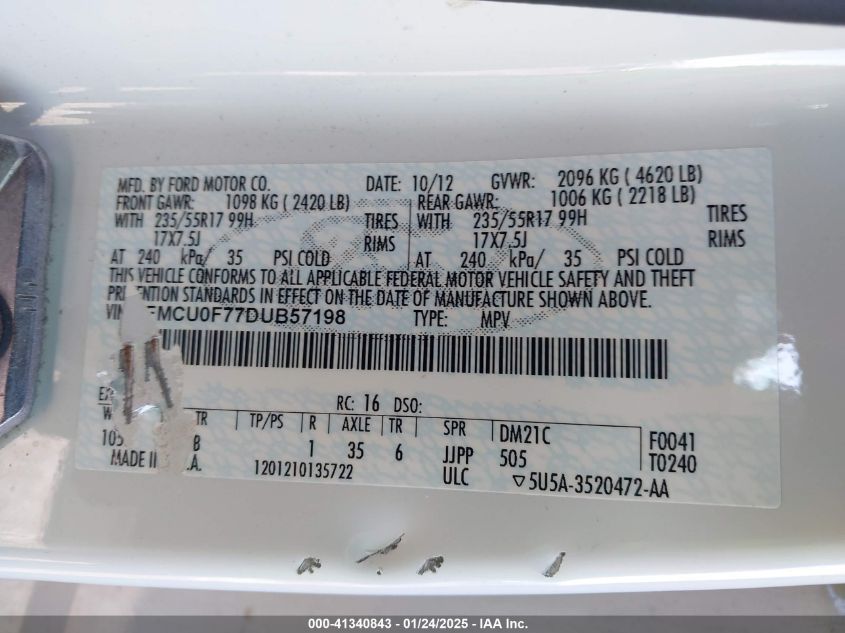 MFD. BY FORD MOTOR CO. DATE: 10/12 GVWR: 2096 KG ( 4620 LB)
FRONT GAWR: 1098 KG ( 2420 LB) REAR GAWR: 1006 KG ( 2218 LB)
WITH 235/55R17 99H TIRES WITH 235/55R17 99H TIRES
17X7.5J RIMS 17X7.5J RIMS
AT 240 kPa/ 35 PSI COLD AT 240 kPa/ 35 PSI COLD
THIS VEHICLE CONFORMS TO ALL APPLICABLE FEDERAL MOTOR VEHICLE SAFETY AND THEFT
STANDARDS IN EFFECT ON THE DATE OF MANUFACTURE SHOWN ABOVE.
FMCU0F77DUB57198 TYPE: MPV
RC: 16 DSO:
TR TP/PS R AXLE TR SPR DM21C F0041
B 1 35 6 JJPP 505 T0240
MADE 1201210135722 ULC ▽5U5A-3520472-AA
000-41340843 - 01/24/2025 - IAA Inc.